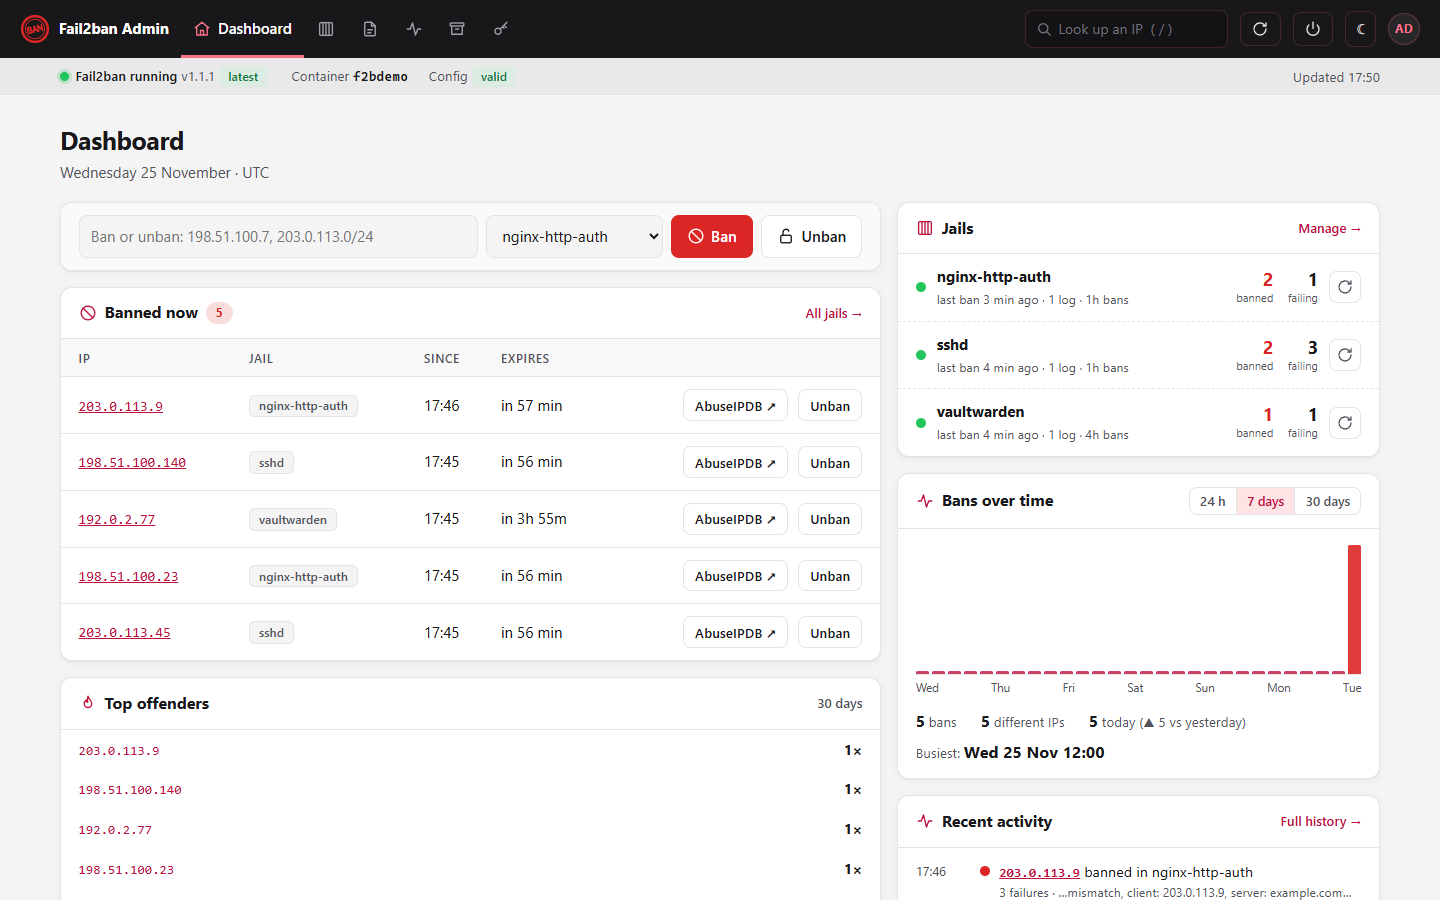 BAN Fail2ban Admin Dashboard Look up an IP ( / ) AD
Fail2ban running v1.1.1 latest Container f2bdemo Config valid Updated 17:50
Dashboard
Wednesday 25 November · UTC
Ban or unban: 198.51.100.7, 203.0.113.0/24 nginx-http-auth Ban Unban
Banned now 5 All jails →
IP JAIL SINCE EXPIRES
203.0.113.9 nginx-http-auth 17:46 in 57 min AbuseIPDB ↗ Unban
198.51.100.140 sshd 17:45 in 56 min AbuseIPDB ↗ Unban
192.0.2.77 vaultwarden 17:45 in 3h 55m AbuseIPDB ↗ Unban
198.51.100.23 nginx-http-auth 17:45 in 56 min AbuseIPDB ↗ Unban
203.0.113.45 sshd 17:45 in 56 min AbuseIPDB ↗ Unban
Top offenders 30 days
203.0.113.9 1×
198.51.100.140 1×
192.0.2.77 1×
198.51.100.23 1×
Jails Manage →
nginx-http-auth 2 1
last ban 3 min ago · 1 log · 1h bans banned failing
sshd 2 3
last ban 4 min ago · 1 log · 1h bans banned failing
vaultwarden 1 1
last ban 4 min ago · 1 log · 4h bans banned failing
Bans over time 24 h 7 days 30 days
Wed Thu Fri Sat Sun Mon Tue
5 bans 5 different IPs 5 today (▲ 5 vs yesterday)
Busiest: Wed 25 Nov 12:00
Recent activity Full history →
17:46 203.0.113.9 banned in nginx-http-auth
3 failures · …mismatch, client: 203.0.113.9, server: example.com…